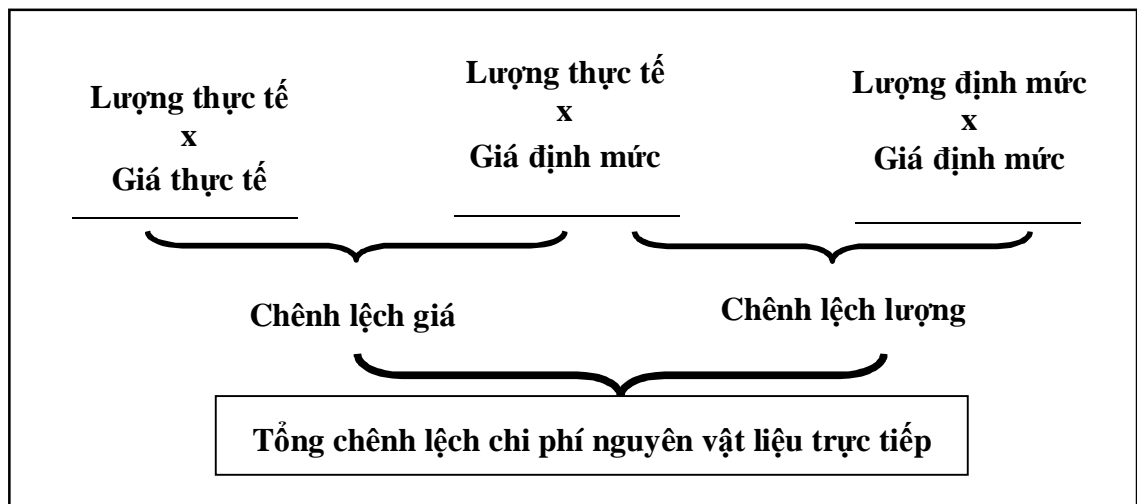 Lượng thực tế
x
Giá thực tế
Lượng thực tế
x
Giá định mức
Lượng định mức
x
Giá định mức
Chênh lệch giá
Chênh lệch lượng
Tổng chênh lệch chi phí nguyên vật liệu trực tiếp